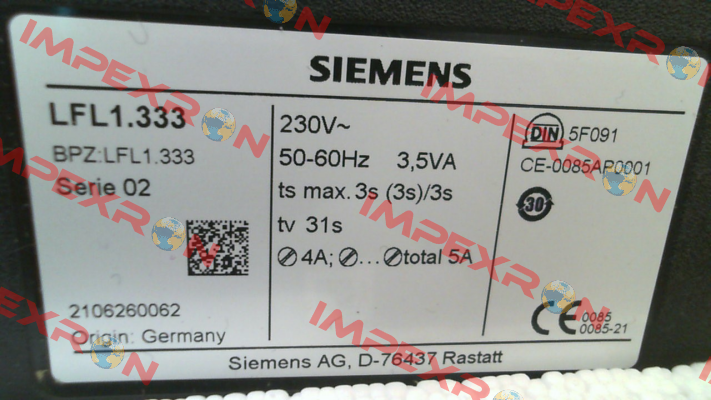 SIEMENS
LFL1.333
BPZ:LFL1.333
Serie 02
2106260062
Origin: Germany
230V~
50-60Hz 3,5VA
ts max. 3s (3s)/3s
tv 31s
4A; ... total 5A
DIN 5F091
CE-0085AP0001
30
CE 0085
0085-21
Siemens AG, D-76437 Rastatt
IMPEXRON
IMPEXRON
IMPEXRON
IMPEXRON
IMPEXRON
IMPEXRON